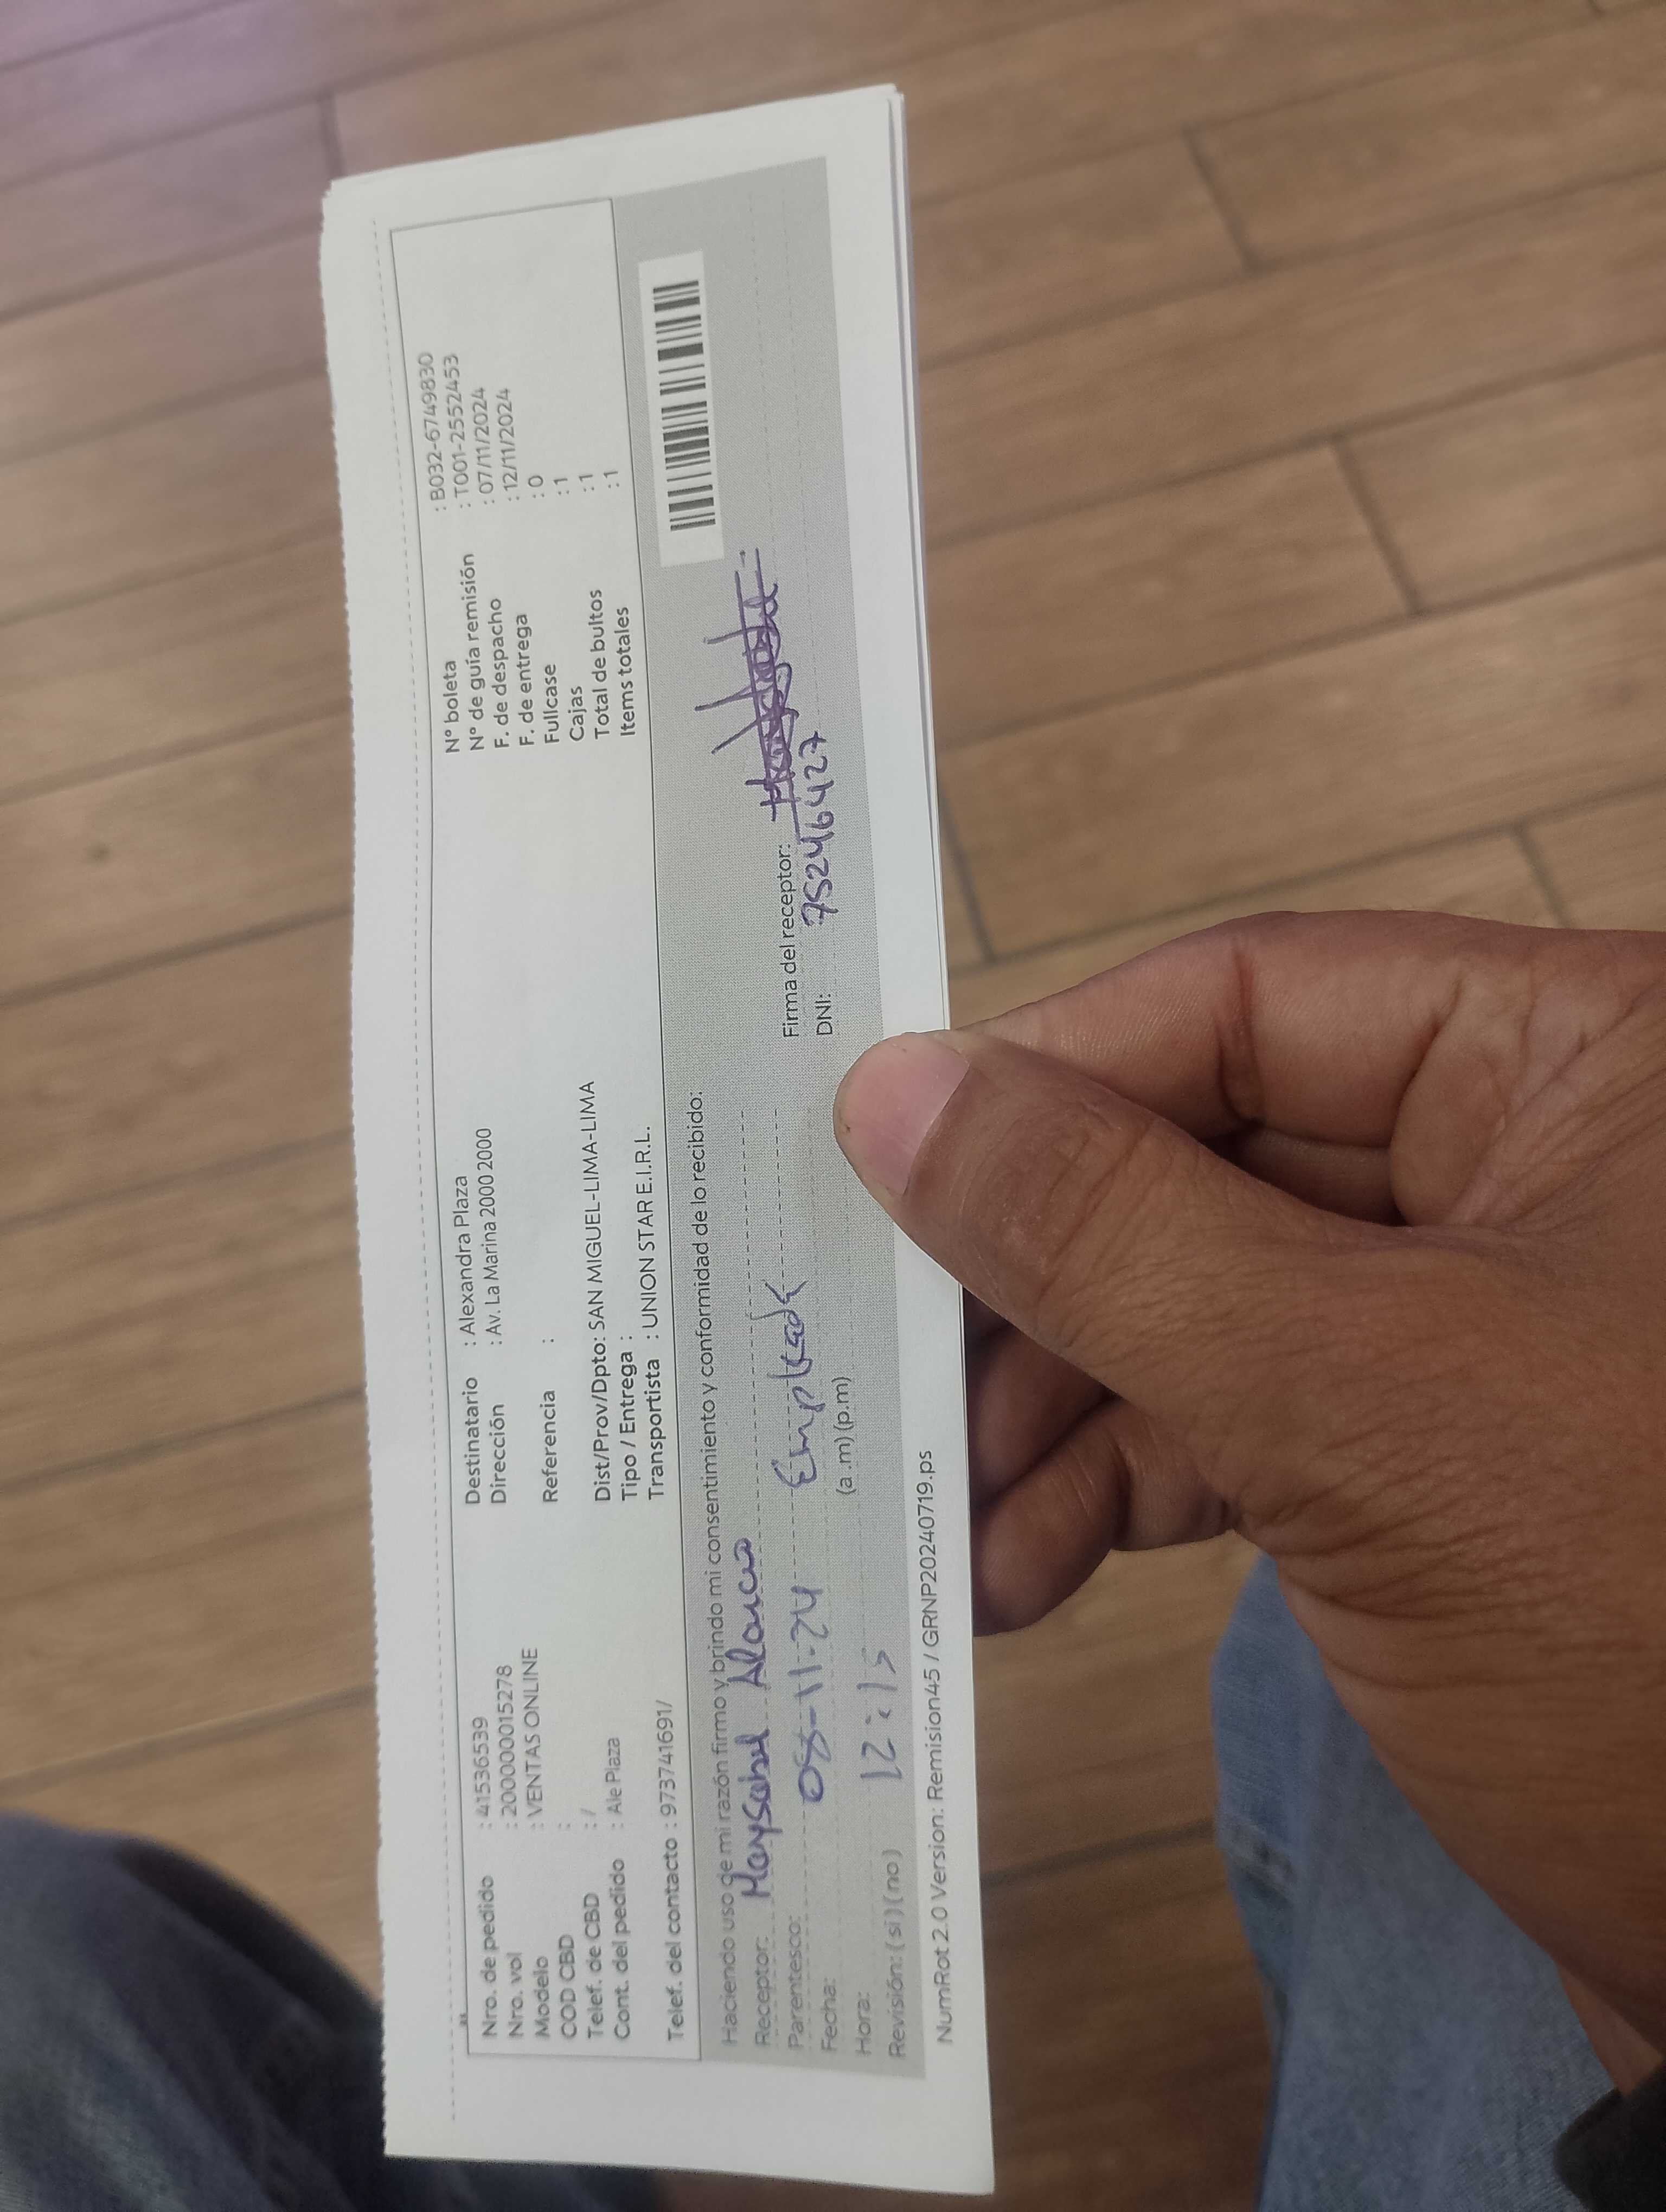 Nro. de pedido : 41536539
Nro. vol : 2000000015278
Modelo : VENTAS ONLINE
COD CBD :
Telef. de CBD : /
Cont. del pedido : Ale Plaza
Telef. del contacto : 973741691/
Destinatario : Alexandra Plaza
Dirección : Av. La Marina 2000 2000
Referencia :
Dist/Prov/Dpto: SAN MIGUEL-LIMA-LIMA
Tipo / Entrega :
Transportista : UNION STAR E.I.R.L.
N° boleta : B032-6749830
N° de guía remisión : T001-2552453
F. de despacho : 07/11/2024
F. de entrega : 12/11/2024
Fullcase : 0
Cajas : 1
Total de bultos : 1
Items totales : 1
Haciendo uso de mi razón firmo y brindo mi consentimiento y conformidad de lo recibido:
Receptor:
Parentesco:
Fecha: 08-11-24
Hora: 12:15 (a.m) (p.m)
Revisión: (si) (no)
Firma del receptor:
DNI: 75246427
NumRot 2.0 Version: Remision45 / GRNP20240719.ps